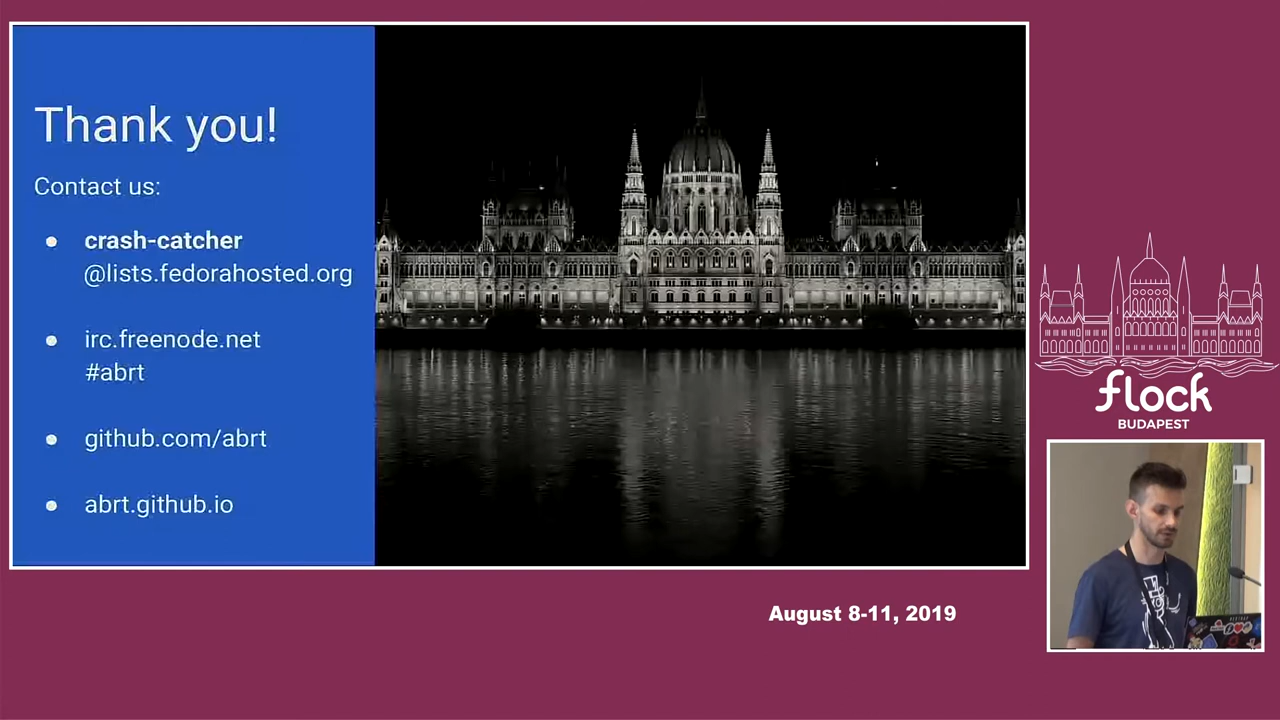 Thank you!
Contact us:
crash-catcher
@lists.fedorahosted.org
irc.freenode.net
#abrt
github.com/abrt
abrt.github.io
flock
BUDAPEST
August 8-11, 2019